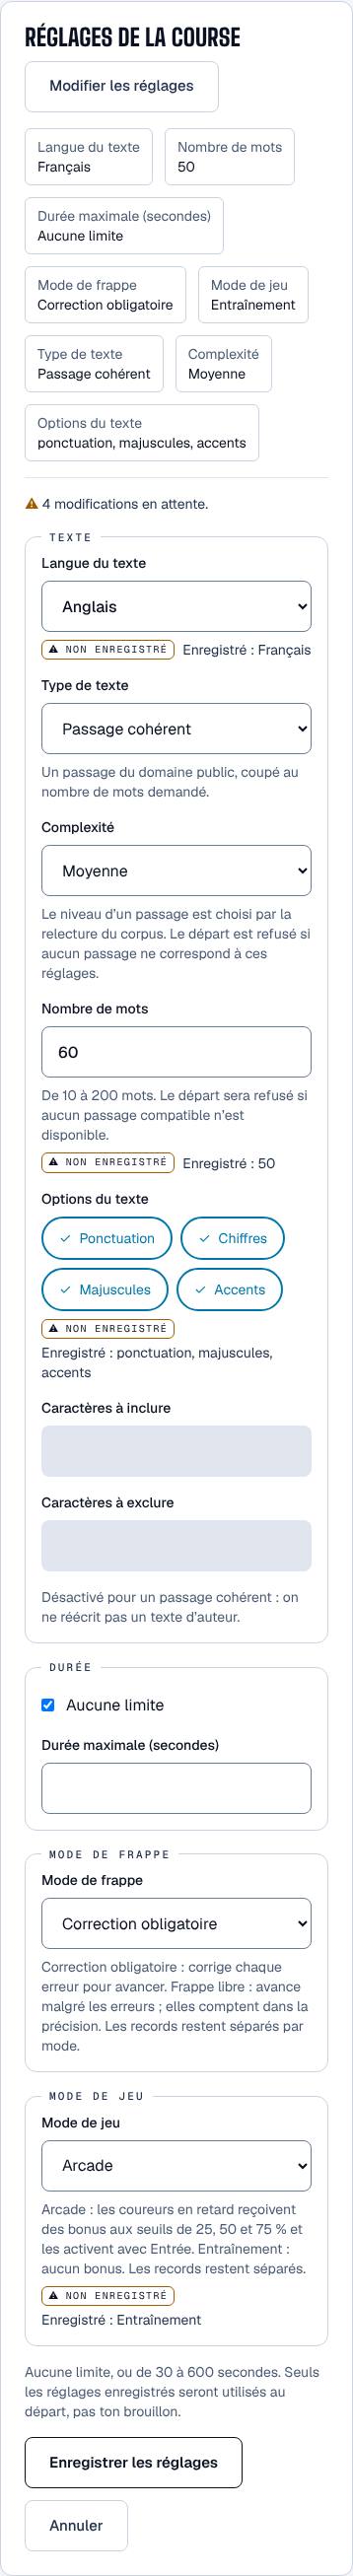 RÉGLAGES DE LA COURSE
Modifier les réglages
Langue du texte
Français
Nombre de mots
50
Durée maximale (secondes)
Aucune limite
Mode de frappe
Correction obligatoire
Mode de jeu
Entraînement
Type de texte
Passage cohérent
Complexité
Moyenne
Options du texte
ponctuation, majuscules, accents
⚠ 4 modifications en attente.
TEXTE
Langue du texte
Anglais
⚠ NON ENREGISTRÉ Enregistré : Français
Type de texte
Passage cohérent
Un passage du domaine public, coupé au
nombre de mots demandé.
Complexité
Moyenne
Le niveau d’un passage est choisi par la
relecture du corpus. Le départ est refusé si
aucun passage ne correspond à ces
réglages.
Nombre de mots
60
De 10 à 200 mots. Le départ sera refusé si
aucun passage compatible n’est
disponible.
⚠ NON ENREGISTRÉ Enregistré : 50
Options du texte
✓ Ponctuation ✓ Chiffres
✓ Majuscules ✓ Accents
⚠ NON ENREGISTRÉ
Enregistré : ponctuation, majuscules,
accents
Caractères à inclure
Caractères à exclure
Désactivé pour un passage cohérent : on
ne réécrit pas un texte d’auteur.
DURÉE
Aucune limite
Durée maximale (secondes)
MODE DE FRAPPE
Mode de frappe
Correction obligatoire
Correction obligatoire : corrige chaque
erreur pour avancer. Frappe libre : avance
malgré les erreurs ; elles comptent dans la
précision. Les records restent séparés par
mode.
MODE DE JEU
Mode de jeu
Arcade
Arcade : les coureurs en retard reçoivent
des bonus aux seuils de 25, 50 et 75 % et
les activent avec Entrée. Entraînement :
aucun bonus. Les records restent séparés.
⚠ NON ENREGISTRÉ
Enregistré : Entraînement
Aucune limite, ou de 30 à 600 secondes. Seuls
les réglages enregistrés seront utilisés au
départ, pas ton brouillon.
Enregistrer les réglages
Annuler